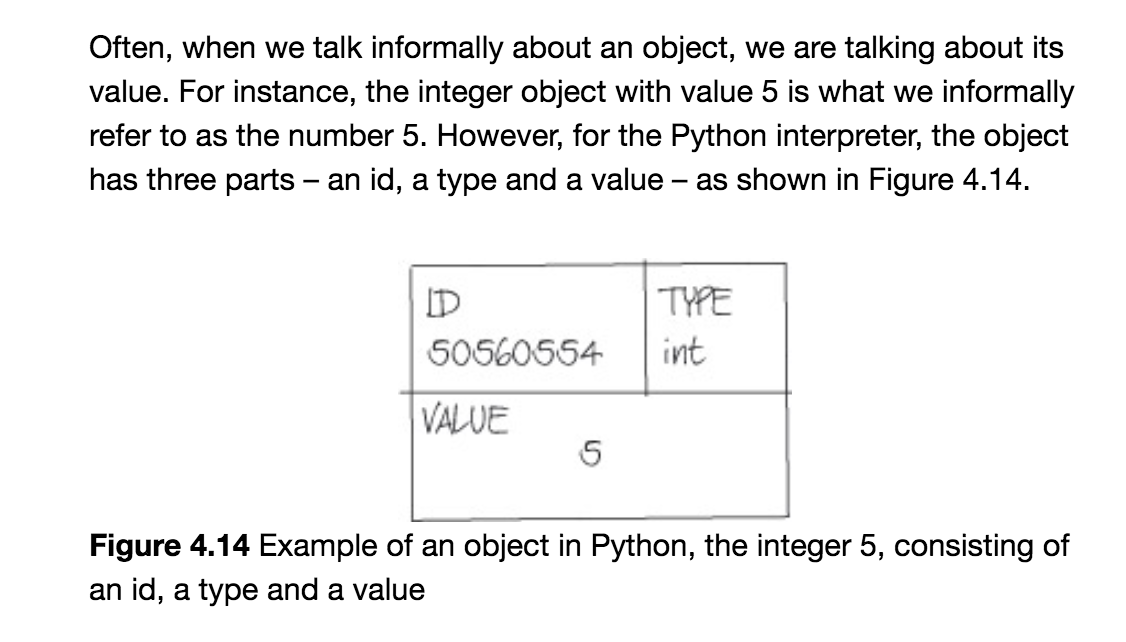 Often, when we talk informally about an object, we are talking about its
value. For instance, the integer object with value 5 is what we informally
refer to as the number 5. However, for the Python interpreter, the object
has three parts – an id, a type and a value – as shown in Figure 4.14.
ID
50560554
TYPE
int
VALUE
5
Figure 4.14 Example of an object in Python, the integer 5, consisting of
an id, a type and a value